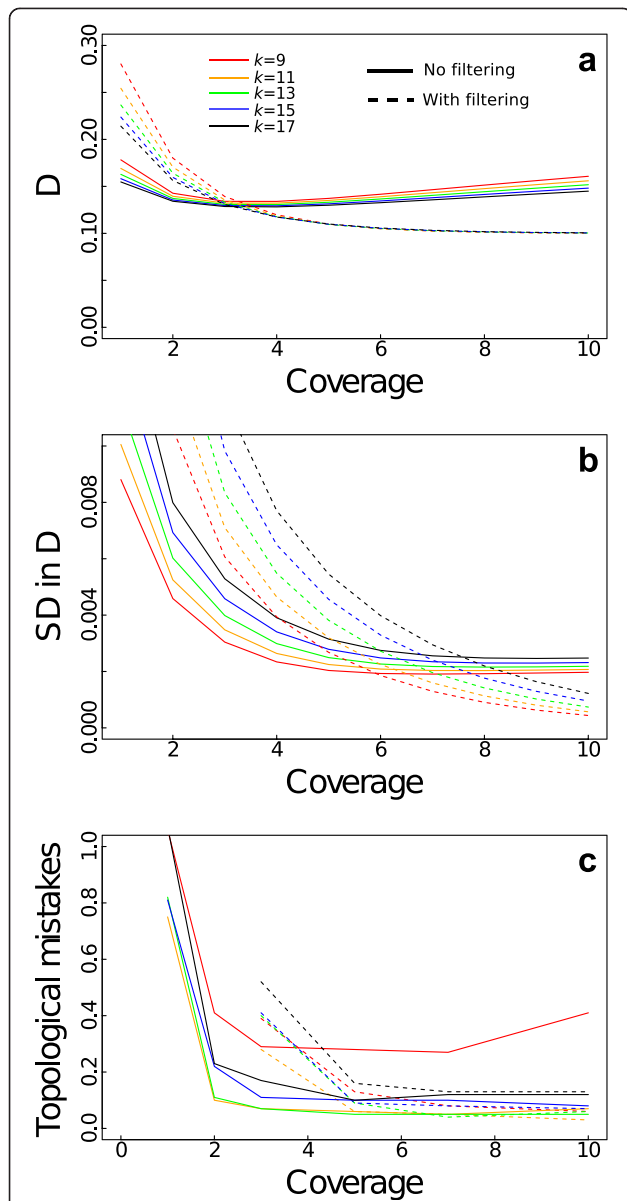 a
0.30
0.20
0.10
0.00
D
k=9
k=11
k=13
k=15
k=17
No filtering
With filtering
2 4 6 8 10
Coverage
b
0.008
0.004
0.000
SD in D
2 4 6 8 10
Coverage
c
1.0
0.8
0.6
0.4
0.2
0.0
Topological mistakes
0 2 4 6 8 10
Coverage